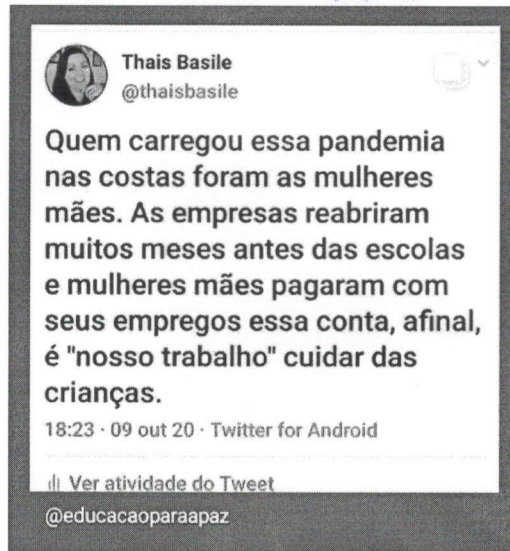 Thais Basile
@thaisbasile
Quem carregou essa pandemia
nas costas foram as mulheres
mães. As empresas reabriram
muitos meses antes das escolas
e mulheres mães pagaram com
seus empregos essa conta, afinal,
é "nosso trabalho" cuidar das
crianças.
18:23 · 09 out 20 · Twitter for Android
Ver atividade do Tweet
@educacaoparaapaz